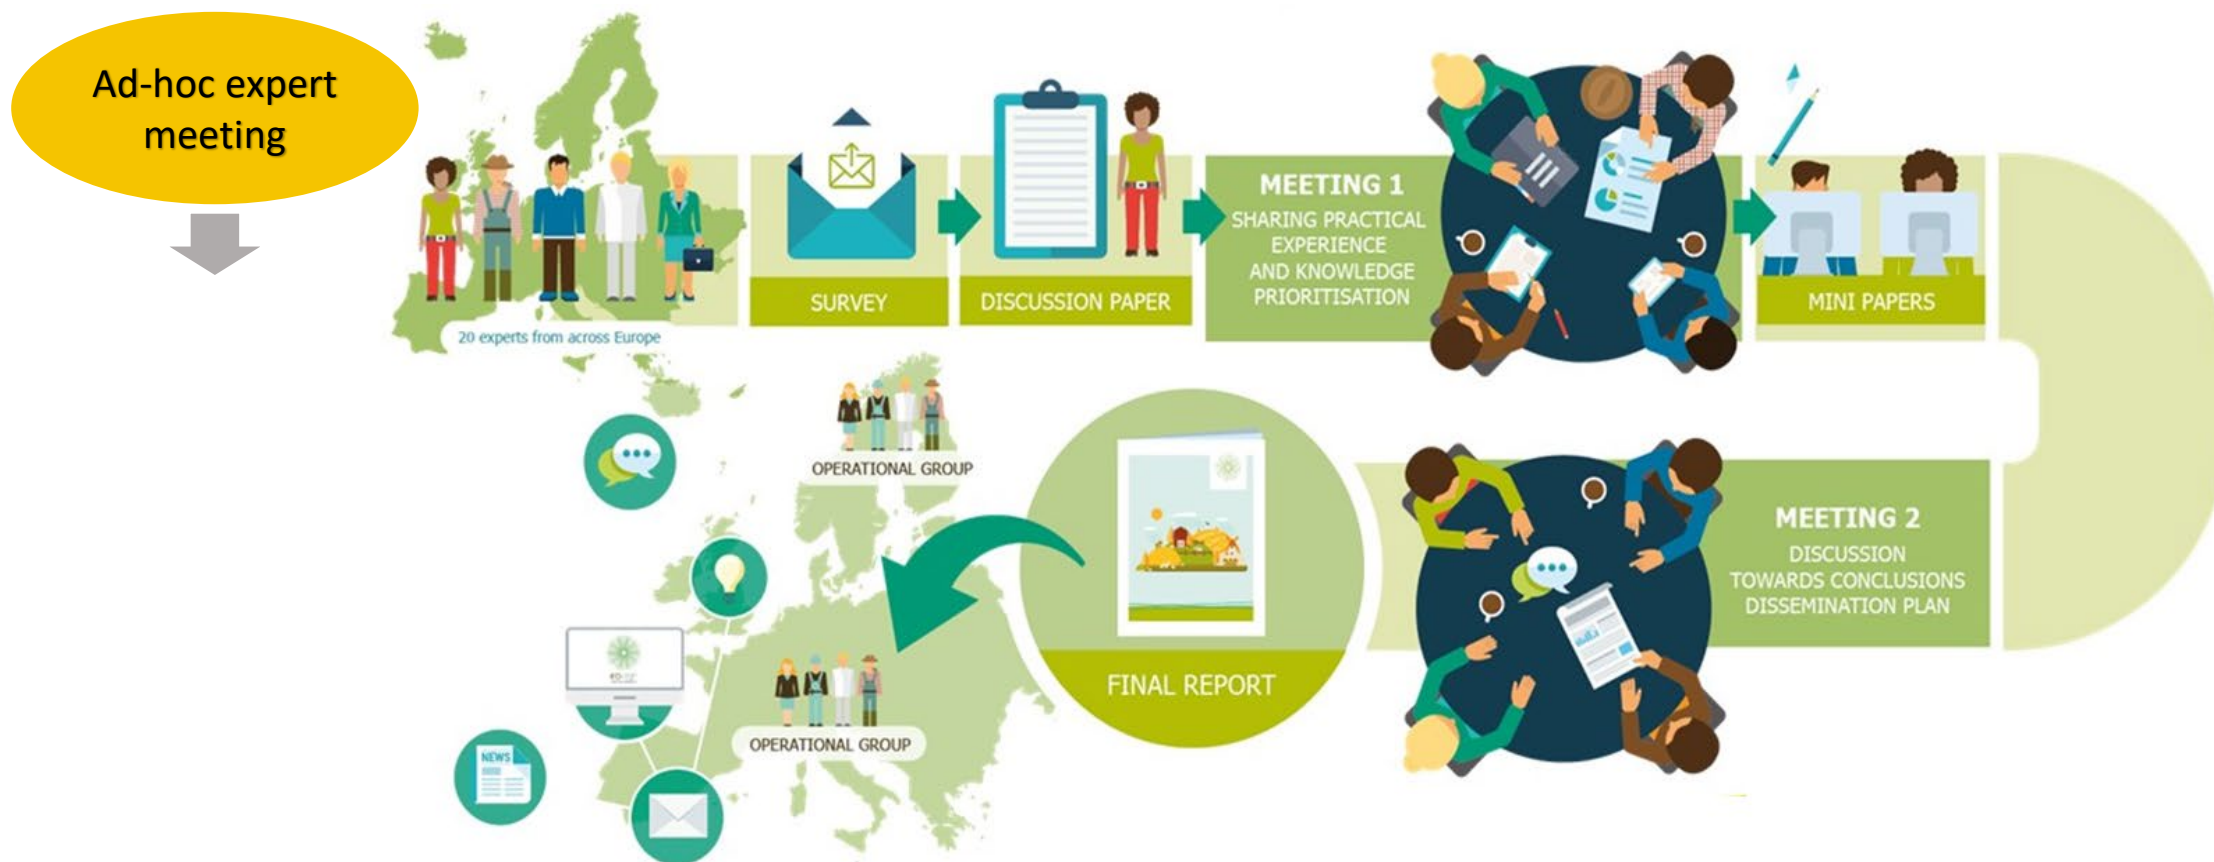 Ad-hoc expert
meeting
20 experts from across Europe
SURVEY
DISCUSSION PAPER
MEETING 1
SHARING PRACTICAL
EXPERIENCE
AND KNOWLEDGE
PRIORITISATION
MINI PAPERS
MEETING 2
DISCUSSION
TOWARDS CONCLUSIONS
DISSEMINATION PLAN
FINAL REPORT
OPERATIONAL GROUP
OPERATIONAL GROUP
NEWS